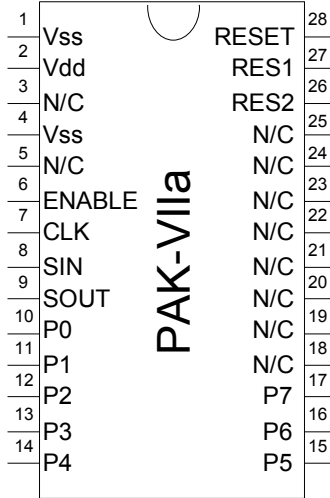 1 Vss RESET 28
2 Vdd RES1 27
3 N/C RES2 26
4 Vss N/C 25
5 N/C N/C 24
6 ENABLE N/C 23
7 CLK N/C 22
8 SIN N/C 21
9 SOUT N/C 20
10 P0 N/C 19
11 P1 N/C 18
12 P2 P7 17
13 P3 P6 16
14 P4 P5 15
PAK-VIIa